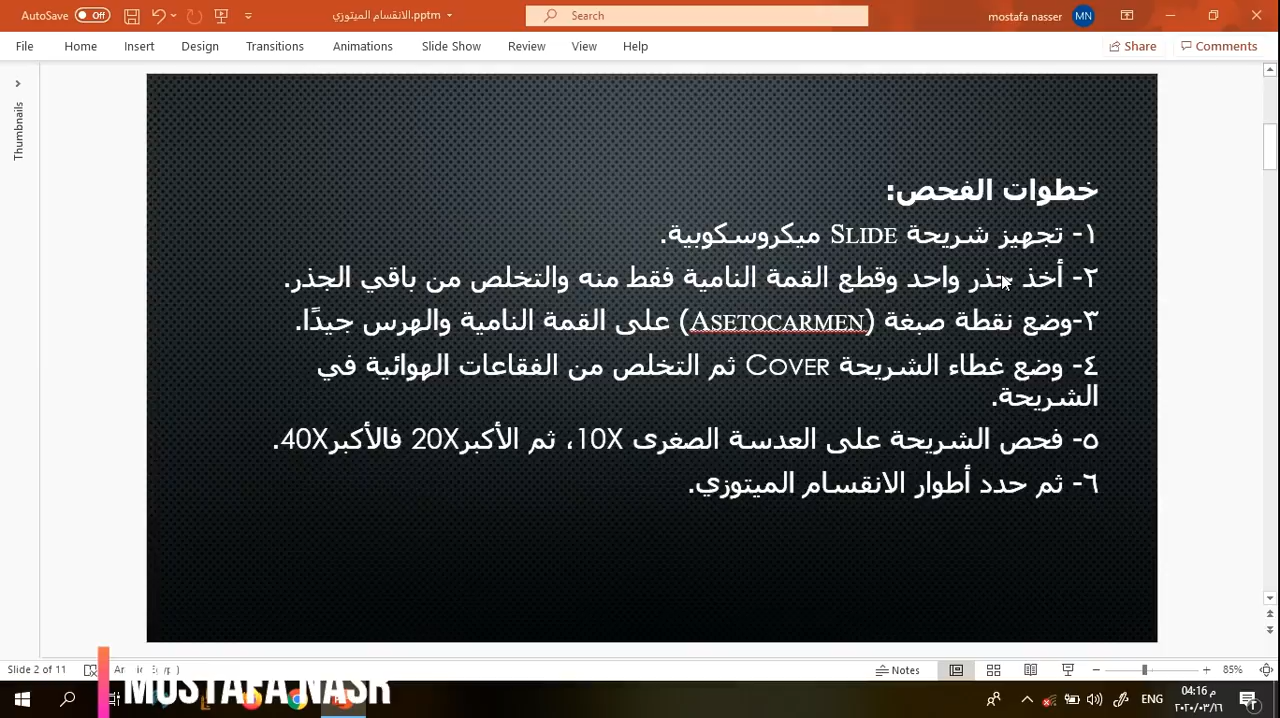 AutoSave Off الانقسام الميتوزي.pptm Search mostafa nasser MN
File Home Insert Design Transitions Animations Slide Show Review View Help Share Comments
Thumbnails
خطوات الفحص:
١- تجهيز شريحة SLIDE ميكروسكوبية.
٢- أخذ جذر واحد وقطع القمة النامية فقط منه والتخلص من باقي الجذر.
٣-وضع نقطة صبغة (ASETOCARMEN) على القمة النامية والهرس جيدًا.
٤- وضع غطاء الشريحة COVER ثم التخلص من الفقاعات الهوائية في
الشريحة.
٥- فحص الشريحة على العدسة الصغرى 10X، ثم الأكبر20X فالأكبر40X.
٦- ثم حدد أطوار الانقسام الميتوزي.
Slide 2 of 11 Notes 85%
MUSTAFA NASR
ENG 04:16 م
٢٠٢٠/٠٣/٢٦